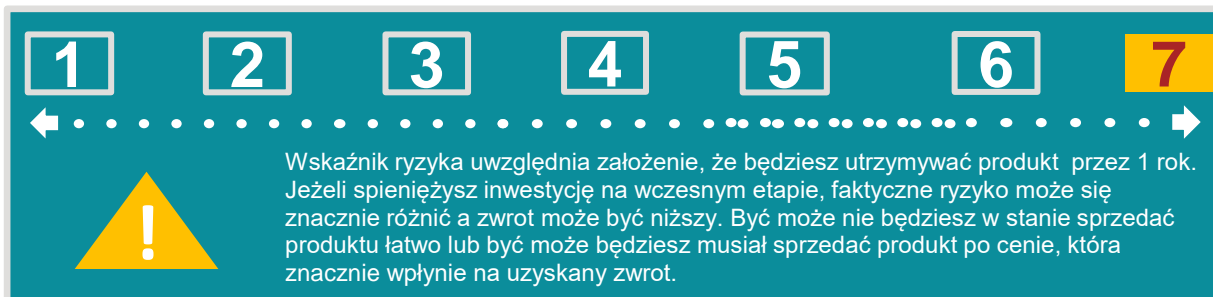 1 2 3 4 5 6 7
!
Wskaźnik ryzyka uwzględnia założenie, że będziesz utrzymywać produkt przez 1 rok.
Jeżeli spieniężysz inwestycję na wczesnym etapie, faktyczne ryzyko może się
znacznie różnić a zwrot może być niższy. Być może nie będziesz w stanie sprzedać
produktu łatwo lub być może będziesz musiał sprzedać produkt po cenie, która
znacznie wpłynie na uzyskany zwrot.